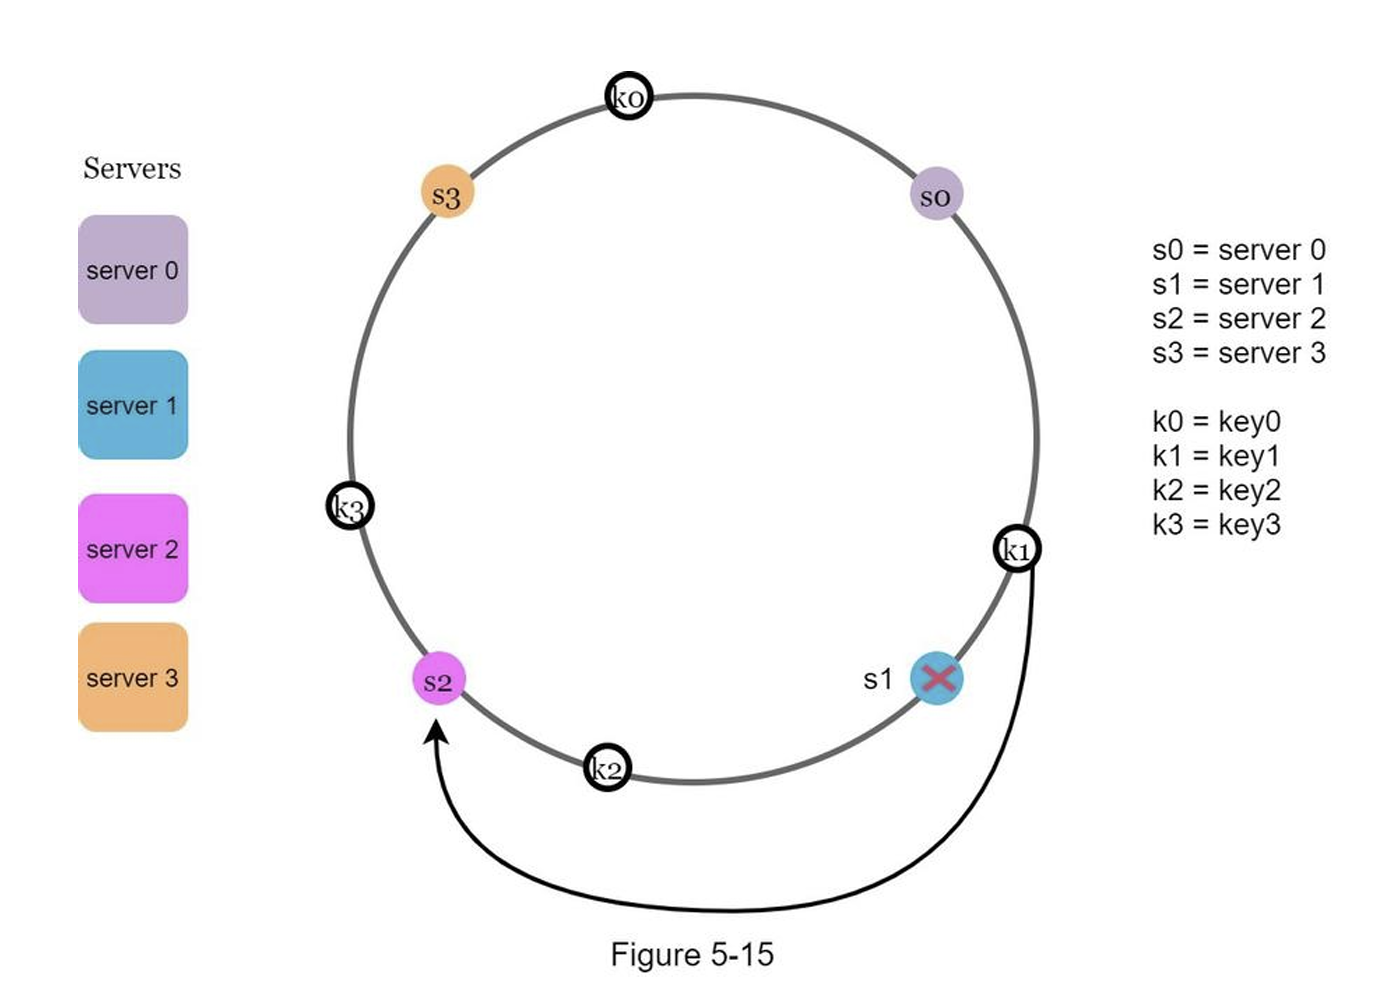 k0
s3
s0
Servers
server 0
server 1
server 2
server 3
k3
k1
s2
s1
k2
s0 = server 0
s1 = server 1
s2 = server 2
s3 = server 3
k0 = key0
k1 = key1
k2 = key2
k3 = key3
Figure 5-15